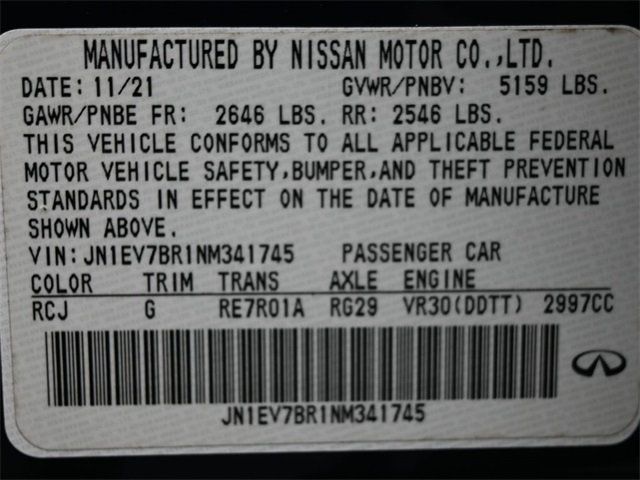 MANUFACTURED BY NISSAN MOTOR CO.,LTD.
DATE: 11/21 GVWR/PNBV: 5159 LBS.
GAWR/PNBE FR: 2646 LBS. RR: 2546 LBS.
THIS VEHICLE CONFORMS TO ALL APPLICABLE FEDERAL
MOTOR VEHICLE SAFETY,BUMPER,AND THEFT PREVENTION
STANDARDS IN EFFECT ON THE DATE OF MANUFACTURE
SHOWN ABOVE.
VIN: JN1EV7BR1NM341745 PASSENGER CAR
COLOR TRIM TRANS AXLE ENGINE
RCJ G RE7R01A RG29 VR30(DDTT) 2997CC
JN1EV7BR1NM341745